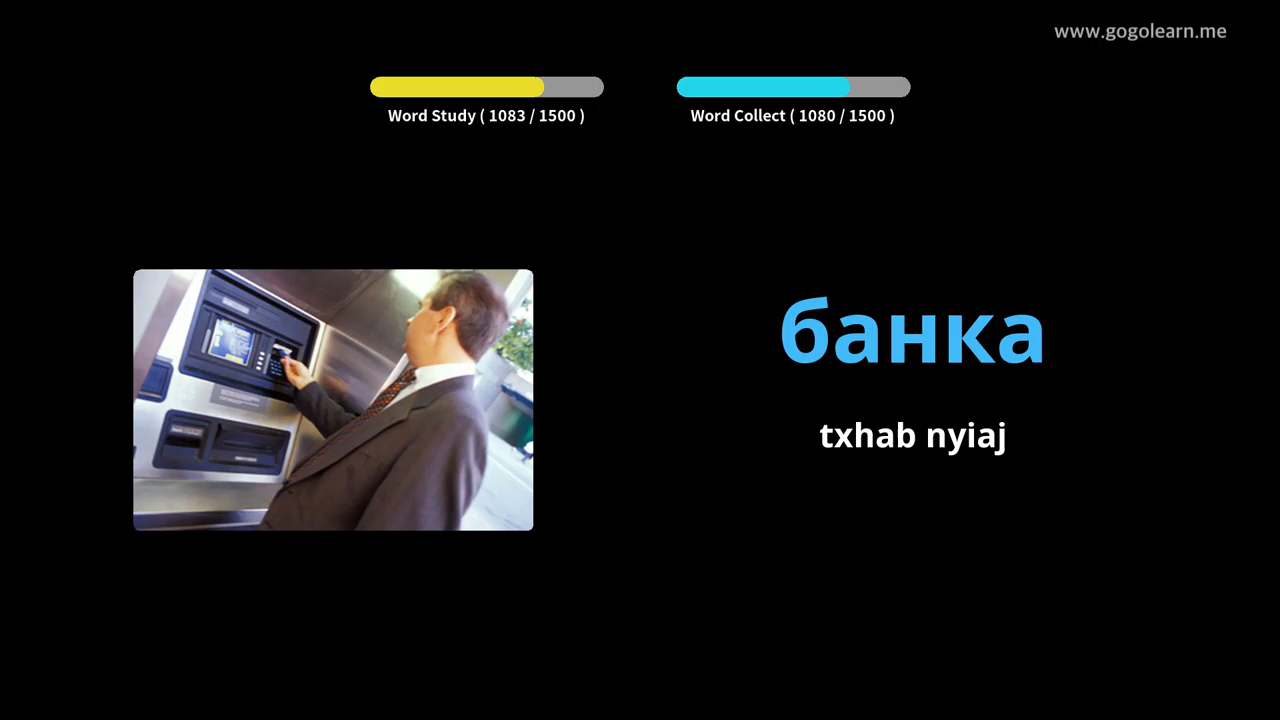 www.gogolearn.me
Word Study ( 1083 / 1500 )
Word Collect ( 1080 / 1500 )
банка
txhab nyiaj